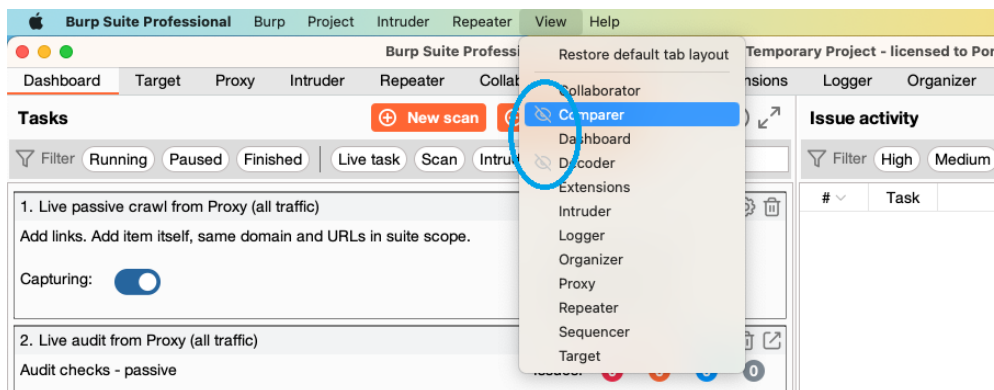 Burp Suite Professional Burp Project Intruder Repeater View Help
Burp Suite Professi Temporary Project - licensed to Por
Dashboard Target Proxy Intruder Repeater Collab nsions Logger Organizer
Tasks New scan Issue activity
Filter Running Paused Finished Live task Scan Intrud Filter High Medium
Restore default tab layout
Collaborator
Comparer
Dashboard
Decoder
Extensions
Intruder
Logger
Organizer
Proxy
Repeater
Sequencer
Target
1. Live passive crawl from Proxy (all traffic)
Add links. Add item itself, same domain and URLs in suite scope.
Capturing:
2. Live audit from Proxy (all traffic)
Audit checks - passive 0
# Task